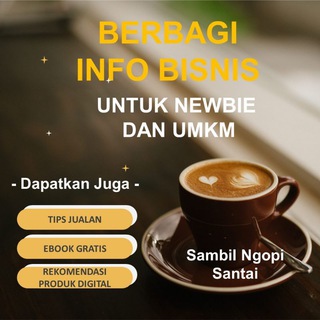 BERBAGI
INFO BISNIS
UNTUK NEWBIE
DAN UMKM
- Dapatkan Juga -
TIPS JUALAN
EBOOK GRATIS
REKOMENDASI
PRODUK DIGITAL
Sambil Ngopi
Santai